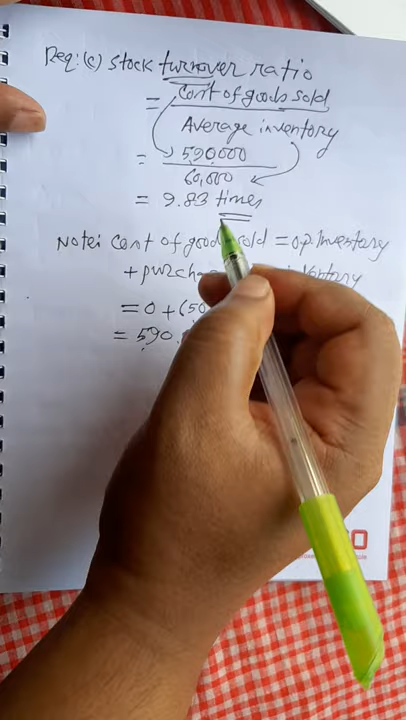 Req: (c) Stock turnover ratio
= Cost of goods sold
Average inventory
= 590,000
60,000
= 9.83 times
Note: Cost of goods sold = op. Inventory
+ purch
= 0 + (50
= 590,